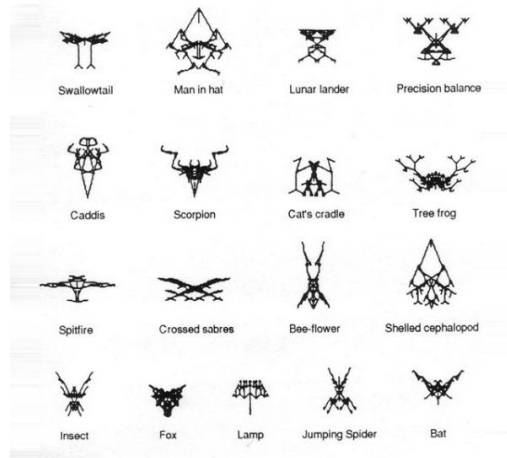 Swallowtail
Man in hat
Lunar lander
Precision balance
Caddis
Scorpion
Cat's cradle
Tree frog
Spitfire
Crossed sabres
Bee-flower
Shelled cephalopod
Insect
Fox
Lamp
Jumping Spider
Bat